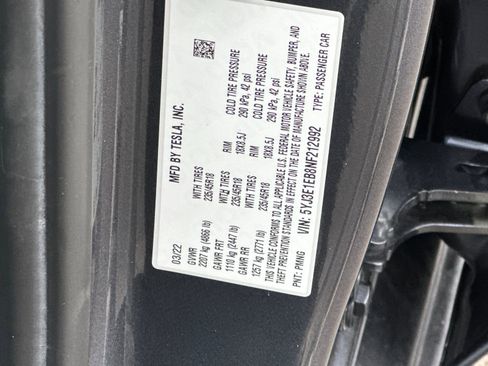 MFD BY TESLA, INC.
03/22
GVWR
2207 kg (4866 lb)
GAWR FRT WITH TIRES RIM COLD TIRE PRESSURE
1110 kg (2447 lb) 235/45R18 18X8.5J 290 kPa, 42 psi
GAWR RR WITH TIRES RIM COLD TIRE PRESSURE
1257 kg (2771 lb) 235/45R18 18X8.5J 290 kPa, 42 psi
THIS VEHICLE CONFORMS TO ALL APPLICABLE U.S. FEDERAL MOTOR VEHICLE SAFETY, BUMPER, AND
THEFT PREVENTION STANDARDS IN EFFECT ON THE DATE OF MANUFACTURE SHOWN ABOVE.
VIN: 5YJ3E1EB8NF212992
PNT: PMNG TYPE: PASSENGER CAR